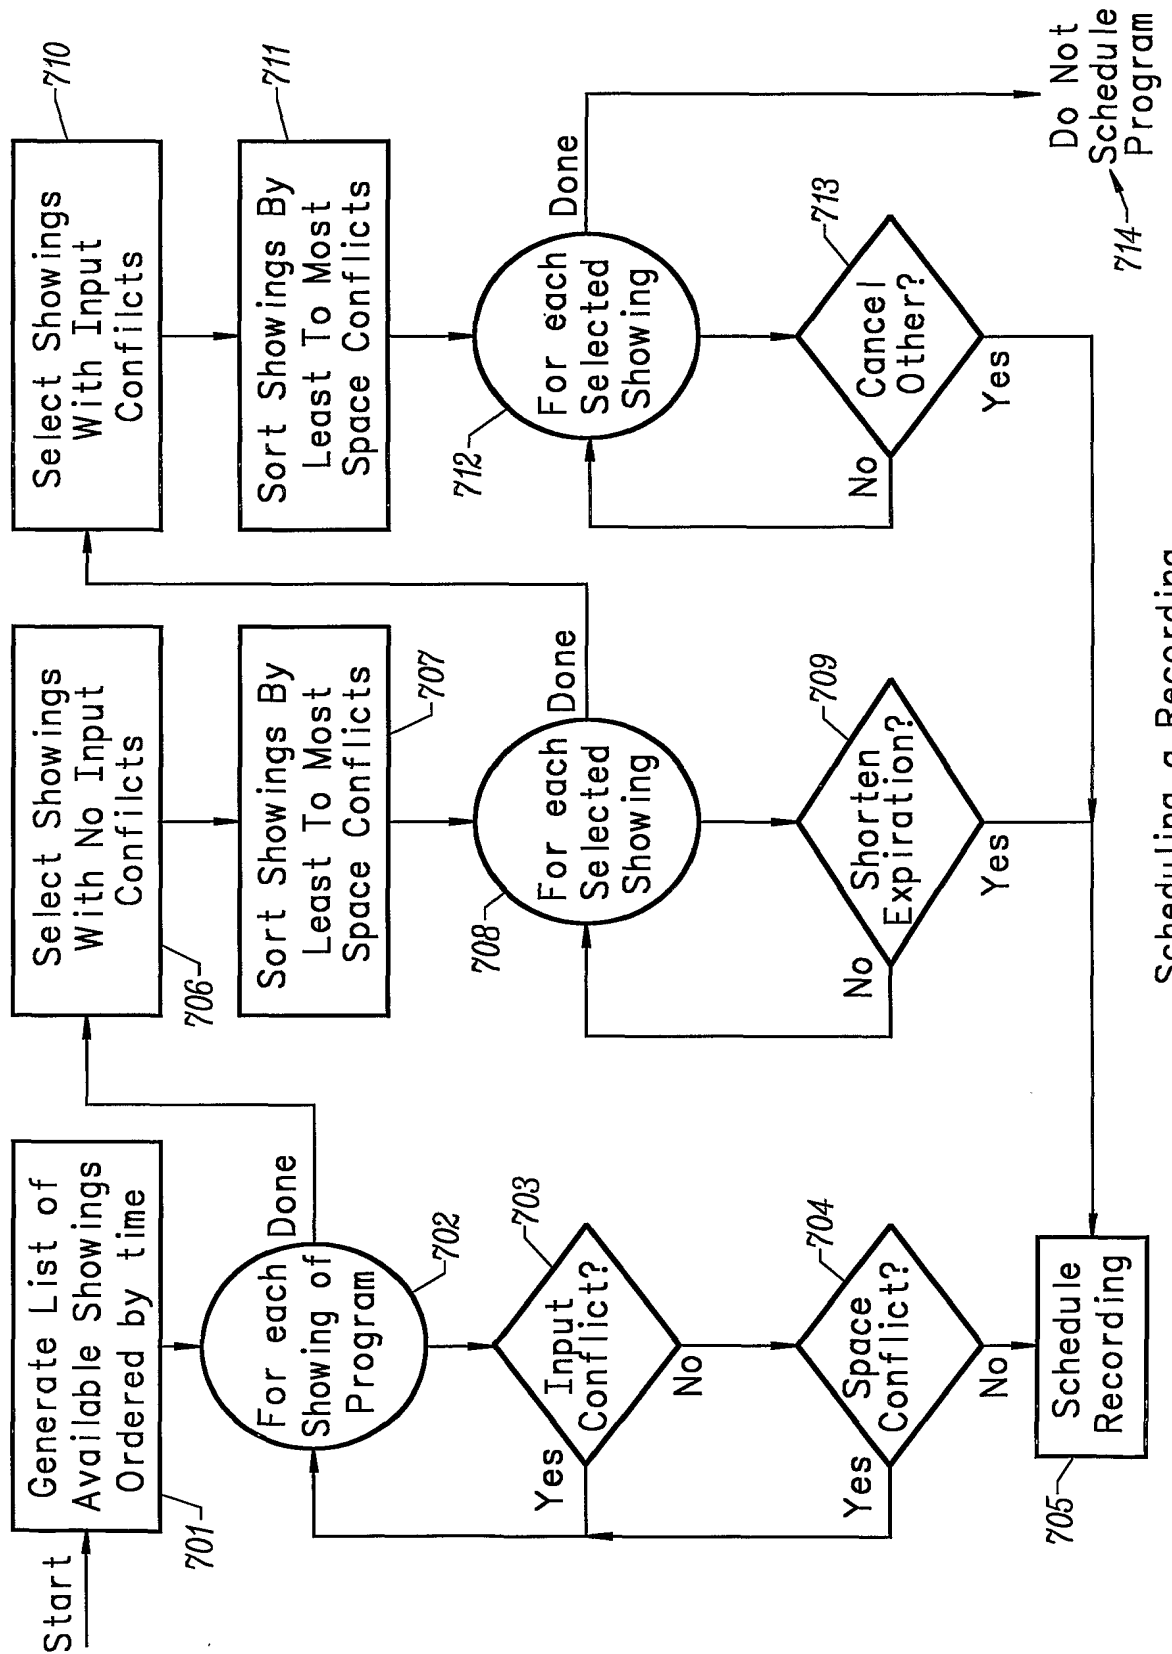 Start
Generate List of
Available Showings
Ordered by time
701
For each
Showing of
Program
Done
702
Input
Conflict?
703
Yes
No
Space
Conflict?
704
Yes
No
Schedule
Recording
705
Select Showings
With No Input
Confilcts
706
Sort Showings By
Least To Most
Space Conflicts
707
For each
Selected
Showing
Done
708
Shorten
Expiration?
709
No
Yes
Select Showings
With Input
Confilcts
710
Sort Showings By
Least To Most
Space Conflicts
711
For each
Selected
Showing
Done
712
Cancel
Other?
713
No
Yes
Do Not
Schedule
Program
714
Scheduling a Recording